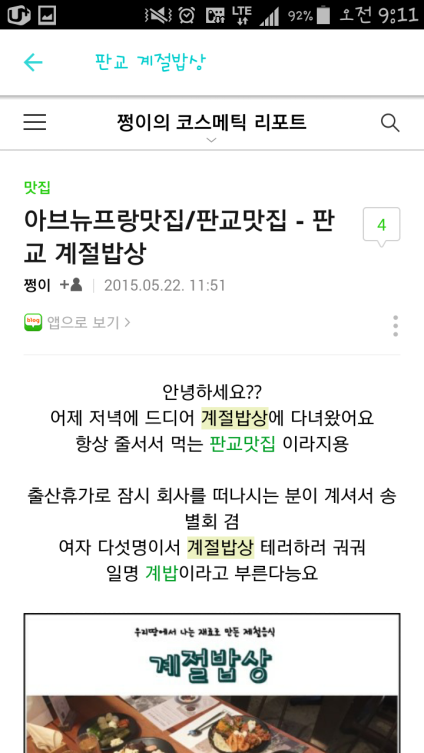 LTE 92% 오전 9:11
판교 계절밥상
쩡이의 코스메틱 리포트
맛집
아브뉴프랑맛집/판교맛집 - 판
교 계절밥상
4
쩡이 2015.05.22. 11:51
blog 앱으로 보기 >
안녕하세요??
어제 저녁에 드디어 계절밥상에 다녀왔어요
항상 줄서서 먹는 판교맛집 이라지용
출산휴가로 잠시 회사를 떠나시는 분이 계셔서 송
별회 겸
여자 다섯명이서 계절밥상 테러하러 궈궈
일명 계밥이라고 부른다능요
우리땅에서 나는 재료로 만든 제철음식
계절밥상